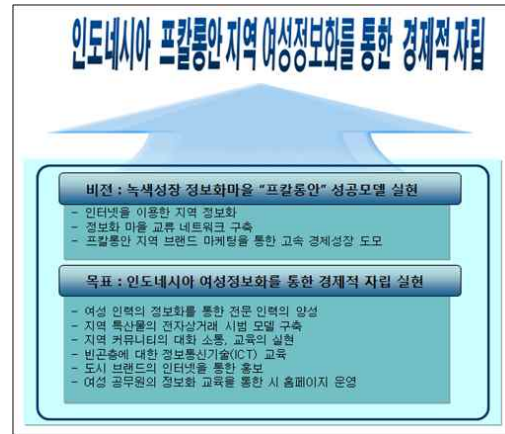 인도네시아 프칼롱안 지역 여성정보화를 통한 경제적 자립
비전 : 녹색성장 정보화마을 “프칼롱안” 성공모델 실현
- 인터넷을 이용한 지역 정보화
- 정보화 마을 교류 네트워크 구축
- 프칼롱안 지역 브랜드 마케팅을 통한 고속 경제성장 도모
목표 : 인도네시아 여성정보화를 통한 경제적 자립 실현
- 여성 인력의 정보화를 통한 전문 인력의 양성
- 지역 특산물의 전자상거래 시범 모델 구축
- 지역 커뮤니티의 대화 소통, 교육의 실현
- 빈곤층에 대한 정보통신기술(ICT) 교육
- 도시 브랜드의 인터넷을 통한 홍보
- 여성 공무원의 정보화 교육을 통한 시 홈페이지 운영